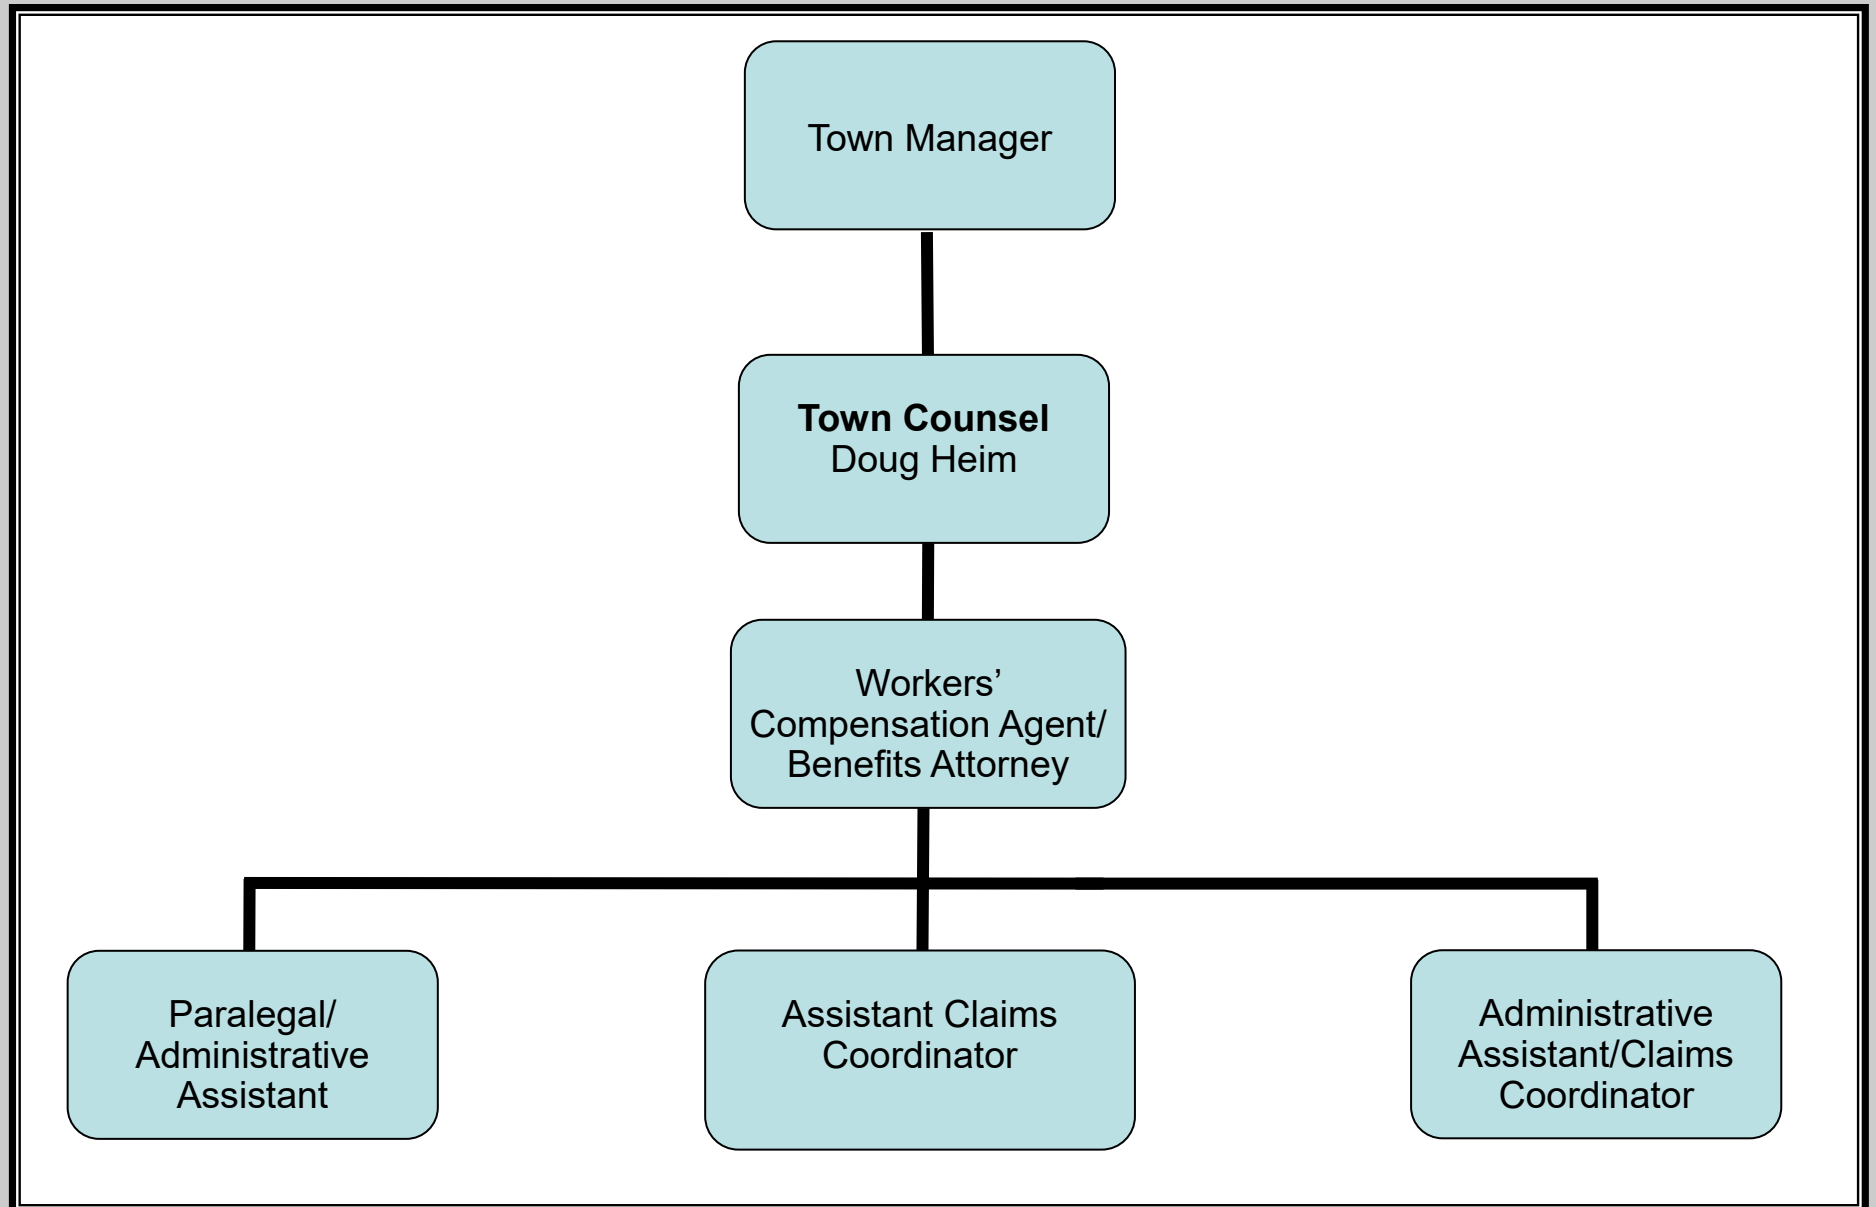 Town Manager
Town Counsel
Doug Heim
Workers’
Compensation Agent/
Benefits Attorney
Paralegal/
Administrative
Assistant
Assistant Claims
Coordinator
Administrative
Assistant/Claims
Coordinator